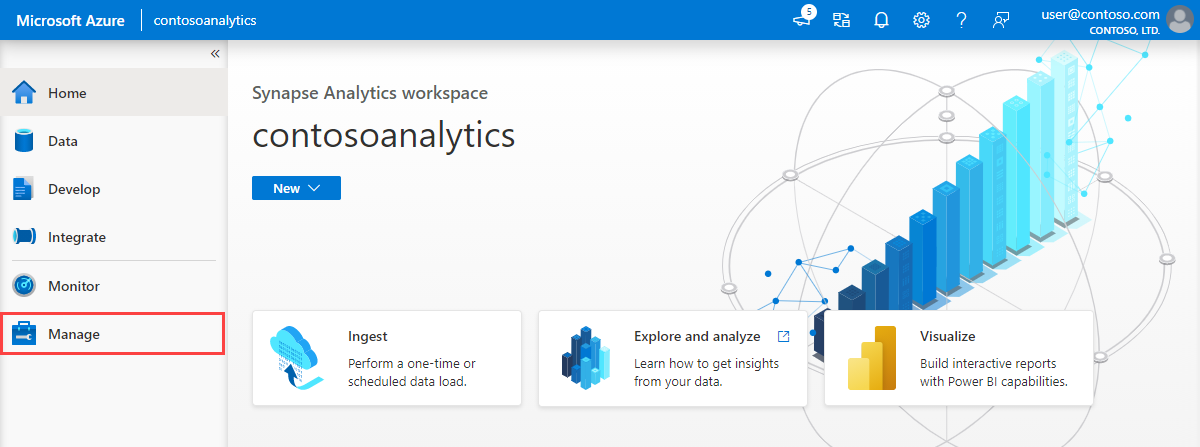 Microsoft Azure
contosoanalytics
5
user@contoso.com
CONTOSO, LTD.
«
Home
Data
Develop
Integrate
Monitor
Manage
Synapse Analytics workspace
contosoanalytics
New
Ingest
Perform a one-time or
scheduled data load.
Explore and analyze
Learn how to get insights
from your data.
Visualize
Build interactive reports
with Power BI capabilities.